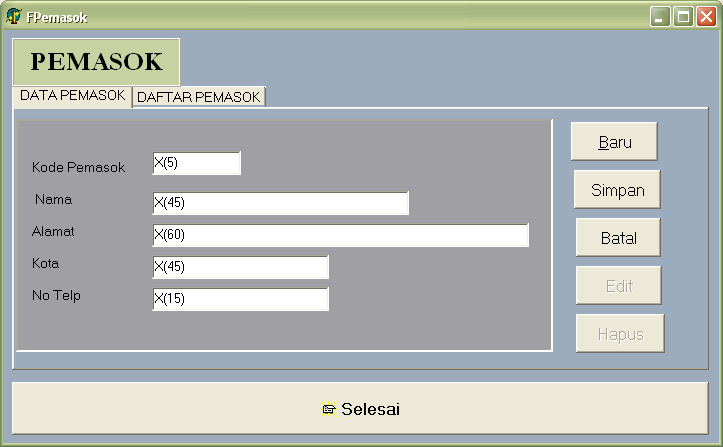 FPemasok
PEMASOK
DATA PEMASOK DAFTAR PEMASOK
Kode Pemasok X(5)
Nama X(45)
Alamat X(60)
Kota X(45)
No Telp X(15)
Baru
Simpan
Batal
Edit
Hapus
Selesai